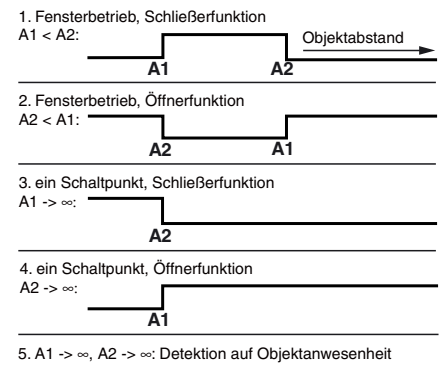 1. Fensterbetrieb, Schließerfunktion
A1 < A2:
Objektabstand
A1 A2
2. Fensterbetrieb, Öffnerfunktion
A2 < A1:
A2 A1
3. ein Schaltpunkt, Schließerfunktion
A1 -> ∞:
A2
4. ein Schaltpunkt, Öffnerfunktion
A2 -> ∞:
A1
5. A1 -> ∞, A2 -> ∞: Detektion auf Objektanwesenheit